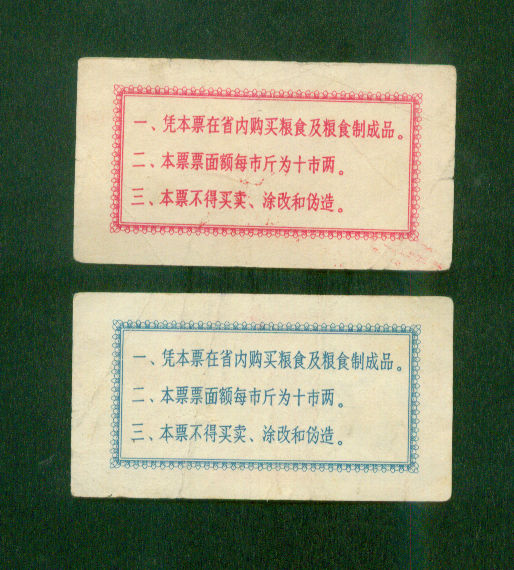 一、凭本票在省内购买粮食及粮食制成品。
二、本票票面额每市斤为十市两。
三、本票不得买卖、涂改和伪造。
一、凭本票在省内购买粮食及粮食制成品。
二、本票票面额每市斤为十市两。
三、本票不得买卖、涂改和伪造。